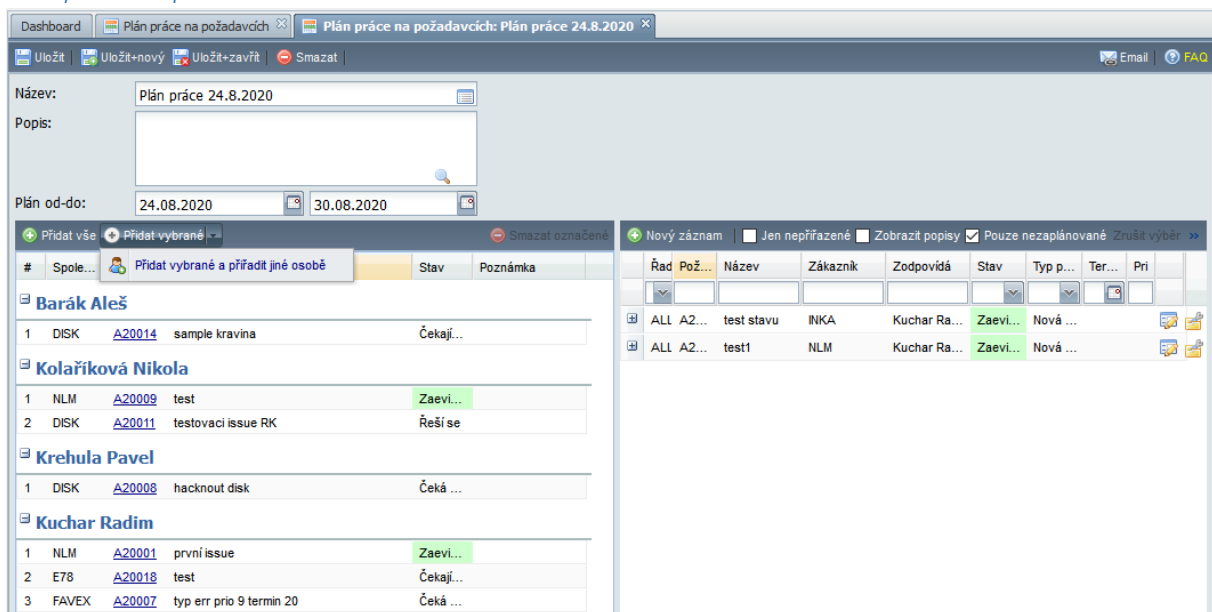 Dashboard Plán práce na požadavcích Plán práce na požadavcích: Plán práce 24.8.2020
Uložit Uložit+nový Uložit+zavřít Smazat Email FAQ
Název: Plán práce 24.8.2020
Popis:
Plán od-do: 24.08.2020 30.08.2020
Přidat vše Přidat vybrané Smazat označené
Přidat vybrané a přiřadit jiné osobě
# Spole... Stav Poznámka
Barák Aleš
1 DISK A20014 sample kravina Čekají...
Kolaříková Nikola
1 NLM A20009 test Zaevi...
2 DISK A20011 testovaci issue RK Řeší se
Krehula Pavel
1 DISK A20008 hacknout disk Čeká ...
Kuchar Radim
1 NLM A20001 první issue Zaevi...
2 E78 A20018 test Čekají...
3 FAVEX A20007 typ err prio 9 termin 20 Čeká ...
Nový záznam Jen nepřiřazené Zobrazit popisy Pouze nezaplánované Zrušit výběr »
Řad Pož... Název Zákazník Zodpovídá Stav Typ p... Ter... Pri
ALL A2... test stavu INKA Kuchar Ra... Zaevi... Nová ...
ALL A2... test1 NLM Kuchar Ra... Zaevi... Nová ...